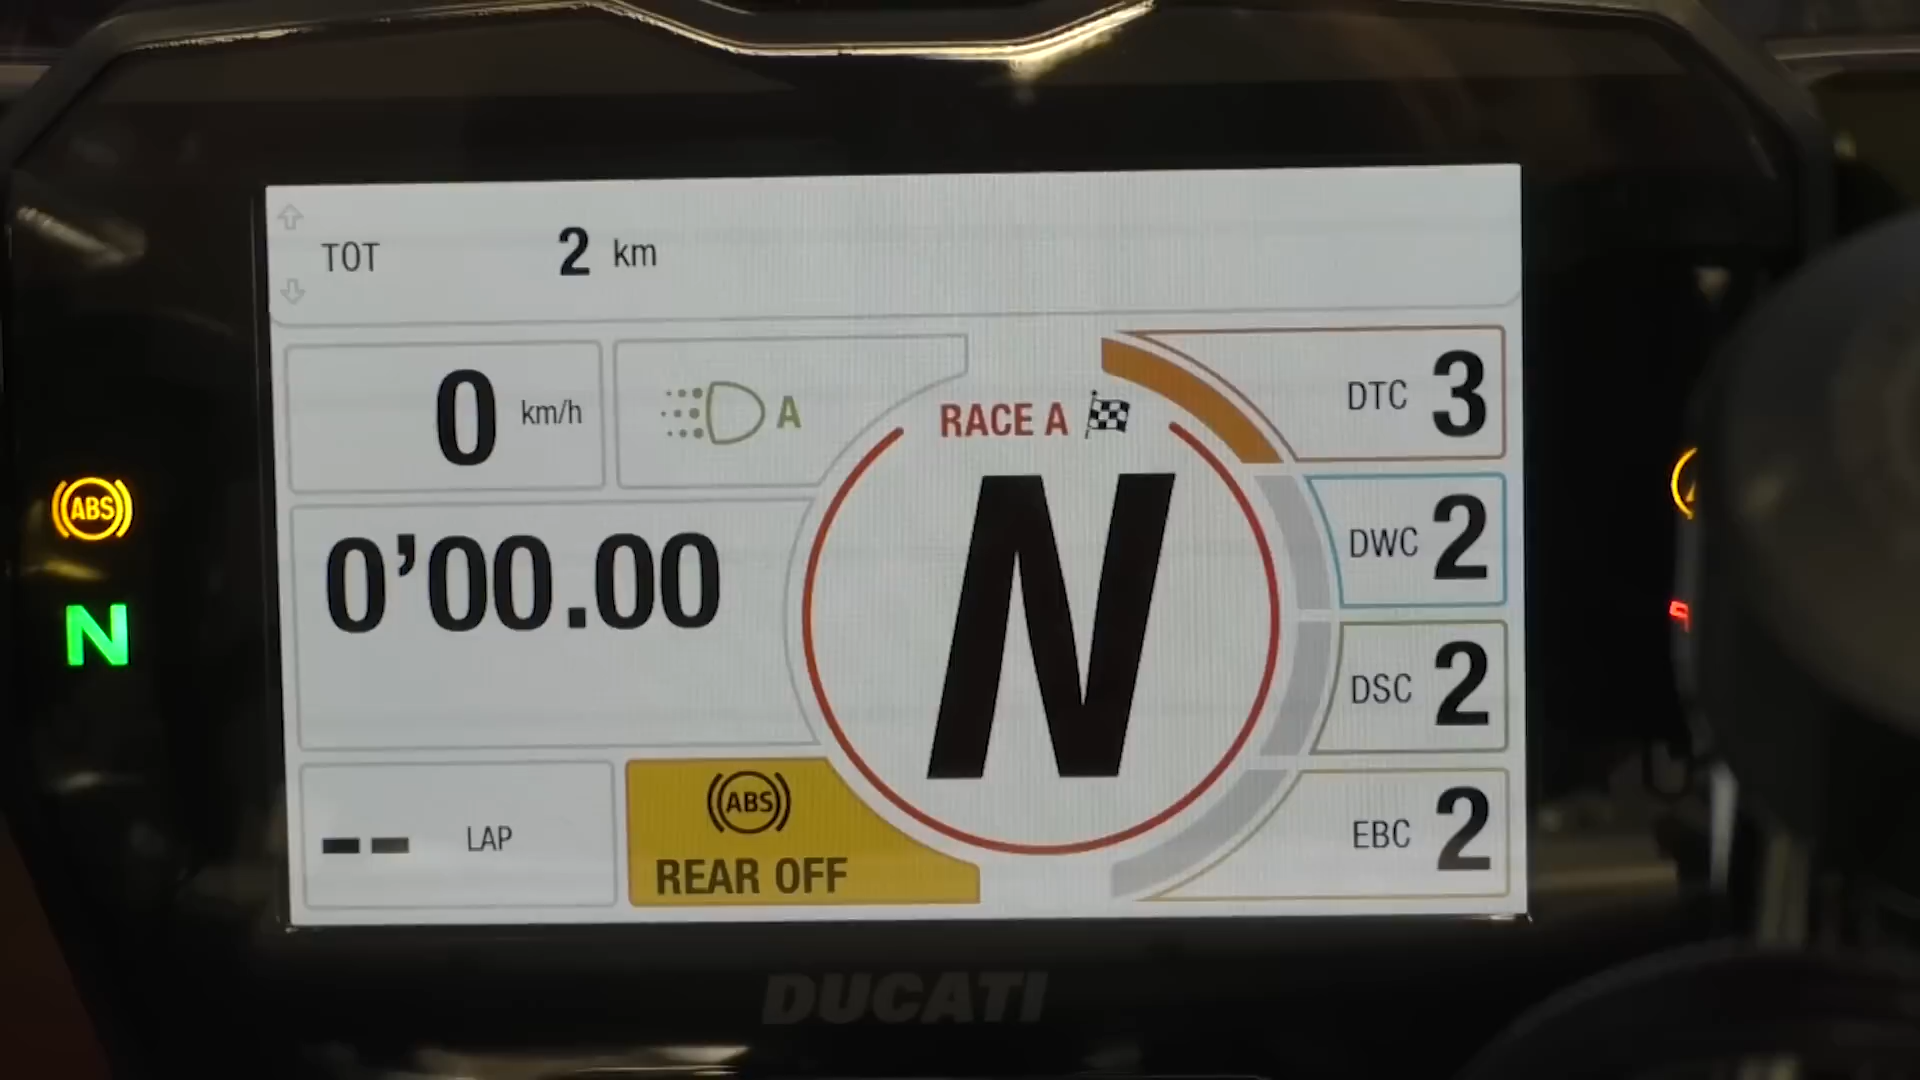 TOT 2 km
0 km/h
A
RACE A
DTC 3
ABS
N
0’00.00
N
DWC 2
DSC 2
-- LAP
ABS
REAR OFF
EBC 2
DUCATI